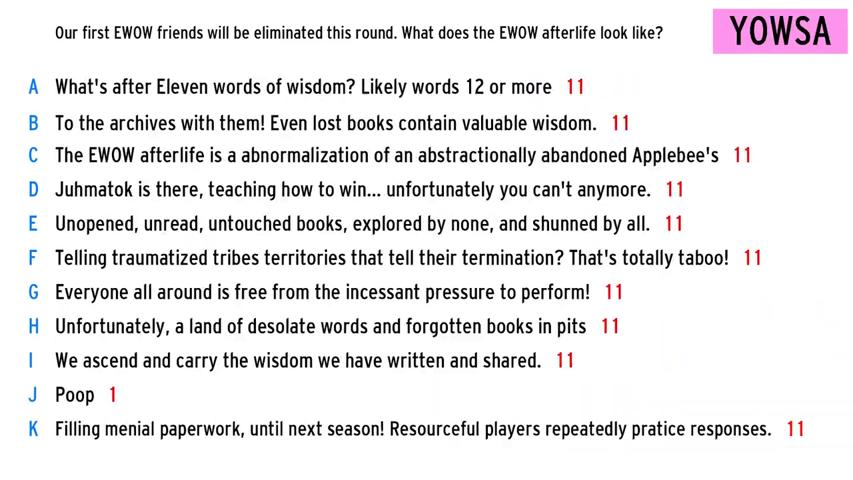 Our first EWOW friends will be eliminated this round. What does the EWOW afterlife look like?
YOWSA
A What's after Eleven words of wisdom? Likely words 12 or more 11
B To the archives with them! Even lost books contain valuable wisdom. 11
C The EWOW afterlife is a abnormalization of an abstractionally abandoned Applebee's 11
D Juhmatok is there, teaching how to win... unfortunately you can't anymore. 11
E Unopened, unread, untouched books, explored by none, and shunned by all. 11
F Telling traumatized tribes territories that tell their termination? That's totally taboo! 11
G Everyone all around is free from the incessant pressure to perform! 11
H Unfortunately, a land of desolate words and forgotten books in pits 11
I We ascend and carry the wisdom we have written and shared. 11
J Poop 1
K Filling menial paperwork, until next season! Resourceful players repeatedly pratice responses. 11